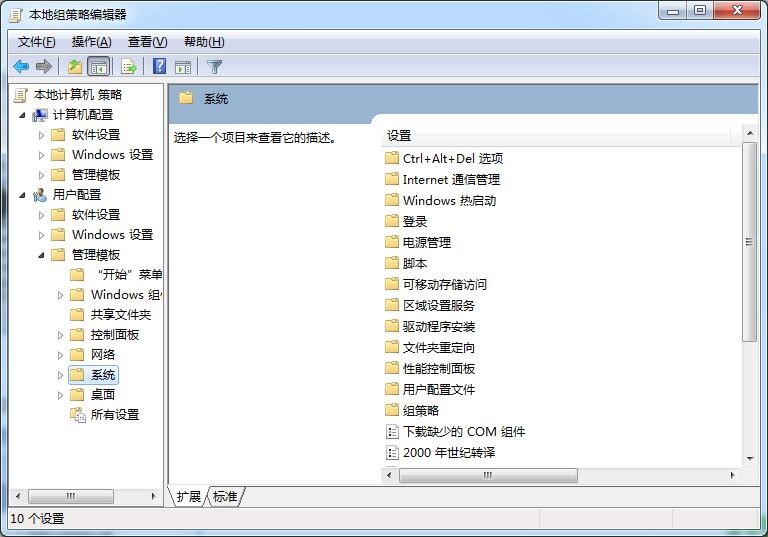 本地组策略编辑器
文件(F) 操作(A) 查看(V) 帮助(H)
本地计算机 策略
计算机配置
软件设置
Windows 设置
管理模板
用户配置
软件设置
Windows 设置
管理模板
“开始”菜单
Windows 组
共享文件夹
控制面板
网络
系统
桌面
所有设置
系统
选择一个项目来查看它的描述。
设置
Ctrl+Alt+Del 选项
Internet 通信管理
Windows 热启动
登录
电源管理
脚本
可移动存储访问
区域设置服务
驱动程序安装
文件夹重定向
性能控制面板
用户配置文件
组策略
下载缺少的 COM 组件
2000 年世纪转译
扩展 标准
10 个设置